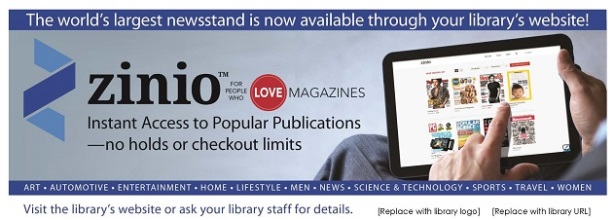 The world's largest newsstand is now available through your library's website!
zinio™ FOR PEOPLE WHO LOVE MAGAZINES
Instant Access to Popular Publications
—no holds or checkout limits
ART • AUTOMOTIVE • ENTERTAINMENT • HOME • LIFESTYLE • MEN • NEWS • SCIENCE & TECHNOLOGY • SPORTS • TRAVEL • WOMEN
Visit the library's website or ask your library staff for details. [Replace with library logo] [Replace with library URL]